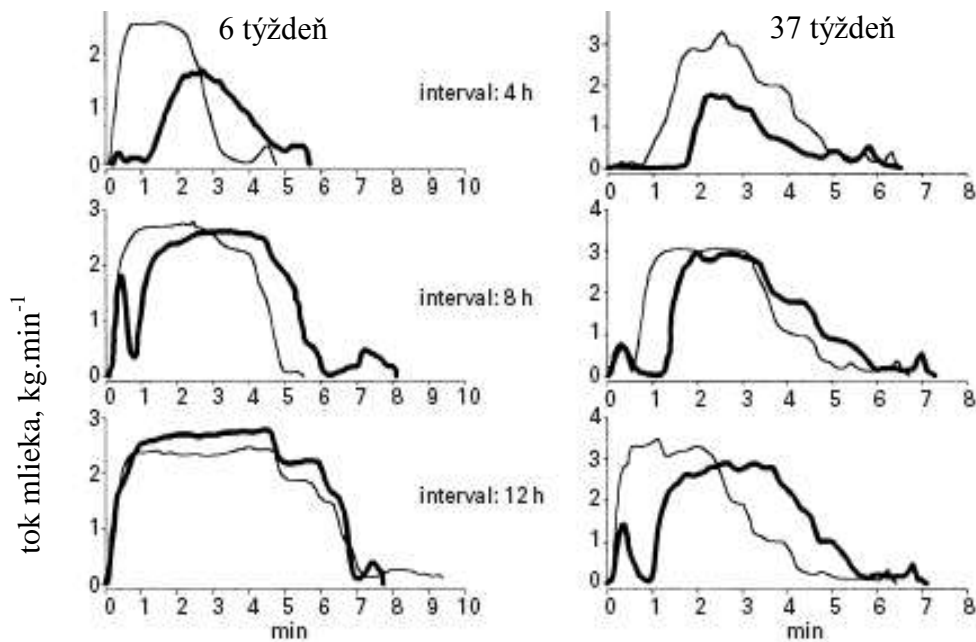 6 týždeň
37 týždeň
2
1
0
0 1 2 3 4 5 6 7 8 9 10
min
interval: 4 h
3
2
1
0
0 1 2 3 4 5 6 7 8
min
3
2
1
0
0 1 2 3 4 5 6 7 8 9 10
min
interval: 8 h
4
3
2
1
0
0 1 2 3 4 5 6 7 8
min
3
2
1
0
0 1 2 3 4 5 6 7 8 9 10
min
interval: 12 h
4
3
2
1
0
0 1 2 3 4 5 6 7 8
min
tok mlieka, kg.min-1